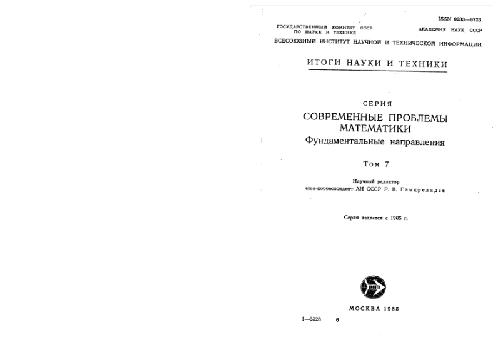 ISSN 0233—6723
ГОСУДАРСТВЕННЫЙ КОМИТЕТ СССР
ПО НАУКЕ И ТЕХНИКЕ
АКАДЕМИЯ НАУК СССР
ВСЕСОЮЗНЫЙ ИНСТИТУТ НАУЧНОЙ И ТЕХНИЧЕСКОЙ ИНФОРМАЦИИ
ИТОГИ НАУКИ И ТЕХНИКИ
СЕРИЯ
СОВРЕМЕННЫЕ ПРОБЛЕМЫ
МАТЕМАТИКИ
Фундаментальные направления
Том 7
Научный редактор
член-корреспондент АН СССР Р. В. Гамкрелидзе
Серия издается с 1985 г.
МОСКВА 1985